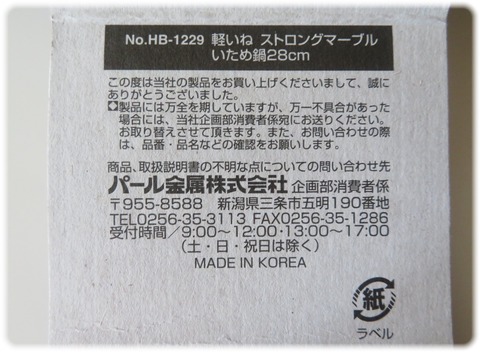 No.HB-1229 軽いね ストロングマーブル
いため鍋28cm
この度は当社の製品をお買い上げくださいまして、誠に
ありがとうございました。
製品には万全を期していますが、万一不具合があった
場合には、当社企画部消費者係宛にお送りください。
お取り替えさせて頂きます。また、お問い合わせの際
は、品番・品名などの確認をお願いします。
商品、取扱説明書の不明な点についての問い合わせ先
パール金属株式会社 企画部消費者係
〒955-8588 新潟県三条市五明190番地
TEL0256-35-3113 FAX0256-35-1286
受付時間／9:00〜12:00・13:00〜17:00
（土・日・祝日は除く）
MADE IN KOREA
紙
ラベル